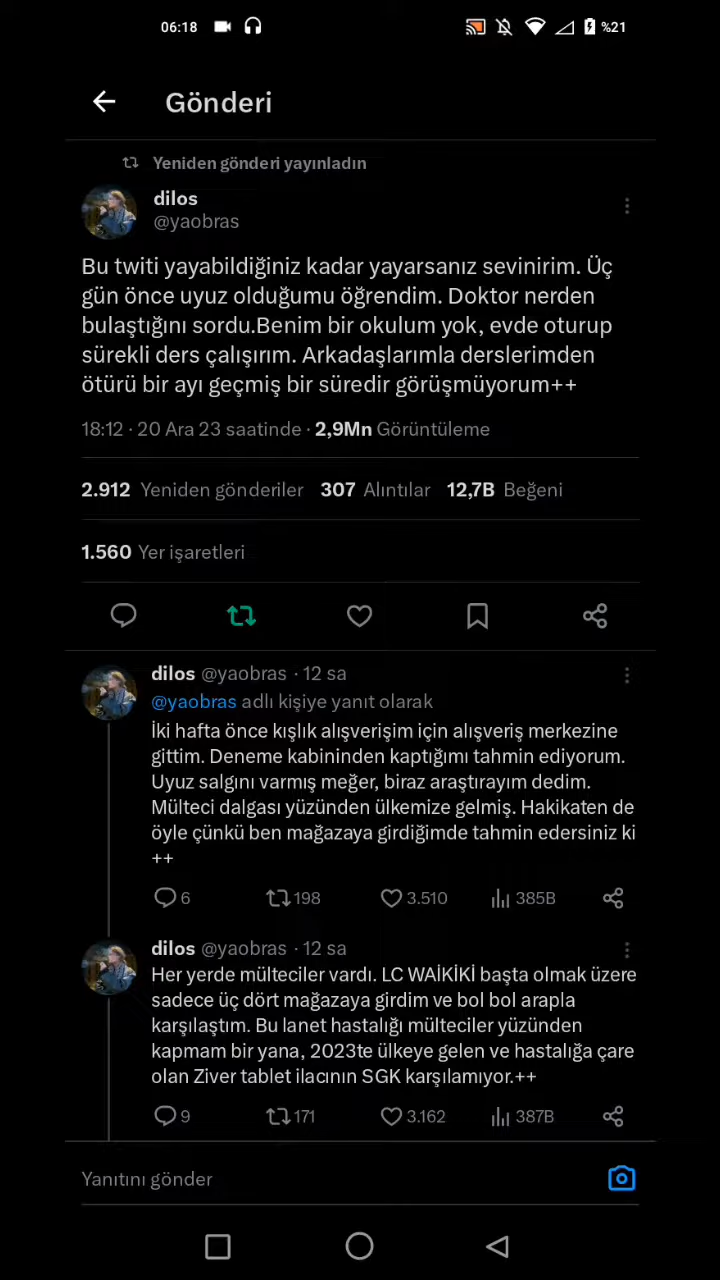 06:18
%21
Gönderi
Yeniden gönderi yayınladın
dilos
@yaobras
Bu twiti yayabildiğiniz kadar yayarsanız sevinirim. Üç
gün önce uyuz olduğumu öğrendim. Doktor nerden
bulaştığını sordu.Benim bir okulum yok, evde oturup
sürekli ders çalışırım. Arkadaşlarımla derslerimden
ötürü bir ayı geçmiş bir süredir görüşmüyorum++
18:12 · 20 Ara 23 saatinde · 2,9Mn Görüntüleme
2.912 Yeniden gönderiler 307 Alıntılar 12,7B Beğeni
1.560 Yer işaretleri
dilos @yaobras · 12 sa
@yaobras adlı kişiye yanıt olarak
İki hafta önce kışlık alışverişim için alışveriş merkezine
gittim. Deneme kabininden kaptığımı tahmin ediyorum.
Uyuz salgını varmış meğer, biraz araştırayım dedim.
Mülteci dalgası yüzünden ülkemize gelmiş. Hakikaten de
öyle çünkü ben mağazaya girdiğimde tahmin edersiniz ki
++
6 198 3.510 385B
dilos @yaobras · 12 sa
Her yerde mülteciler vardı. LC WAİKİKİ başta olmak üzere
sadece üç dört mağazaya girdim ve bol bol arapla
karşılaştım. Bu lanet hastalığı mülteciler yüzünden
kapmam bir yana, 2023te ülkeye gelen ve hastalığa çare
olan Ziver tablet ilacının SGK karşılamıyor.++
9 171 3.162 387B
Yanıtını gönder